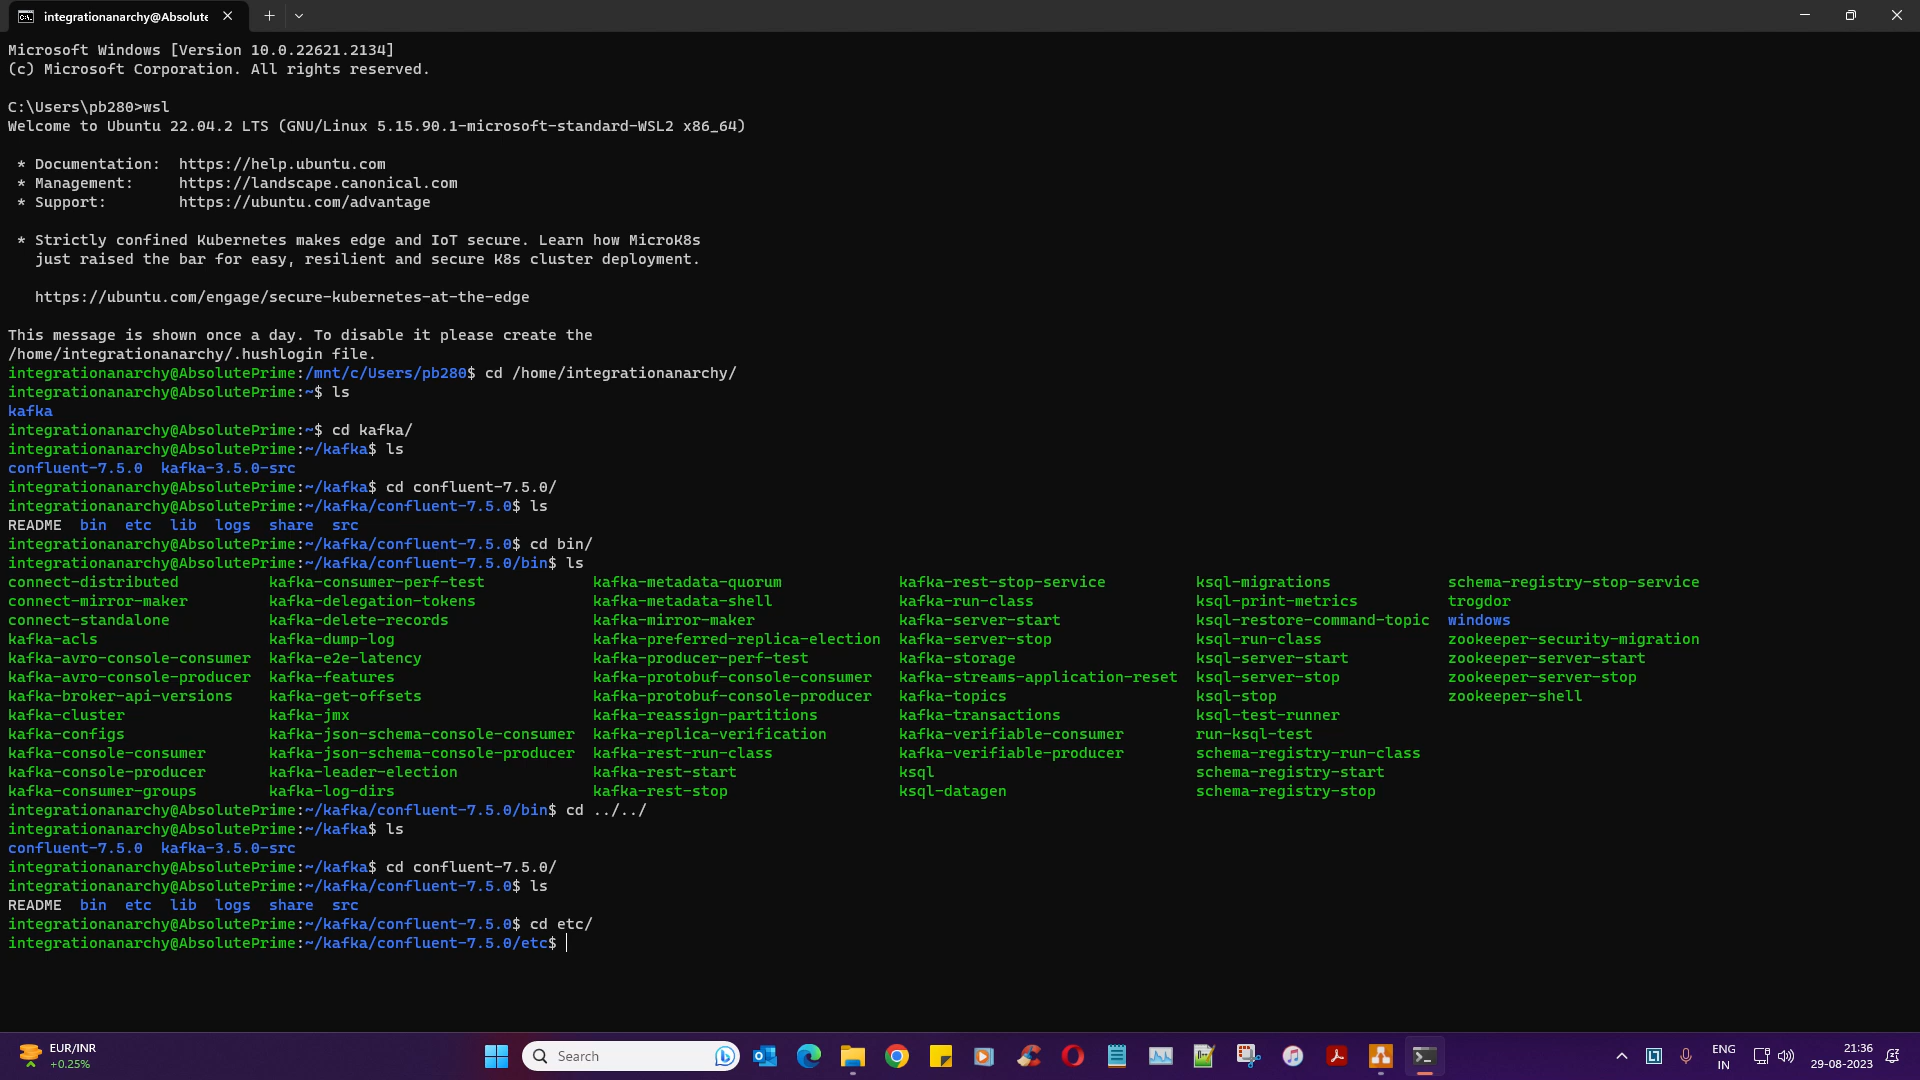 integrationanarchy@Absolute
Microsoft Windows [Version 10.0.22621.2134]
(c) Microsoft Corporation. All rights reserved.
C:\Users\pb280>wsl
Welcome to Ubuntu 22.04.2 LTS (GNU/Linux 5.15.90.1-microsoft-standard-WSL2 x86_64)
* Documentation:  https://help.ubuntu.com
* Management:     https://landscape.canonical.com
* Support:        https://ubuntu.com/advantage
* Strictly confined Kubernetes makes edge and IoT secure. Learn how MicroK8s
just raised the bar for easy, resilient and secure K8s cluster deployment.
https://ubuntu.com/engage/secure-kubernetes-at-the-edge
This message is shown once a day. To disable it please create the
/home/integrationanarchy/.hushlogin file.
integrationanarchy@AbsolutePrime:/mnt/c/Users/pb280$ cd /home/integrationanarchy/
integrationanarchy@AbsolutePrime:~$ ls
kafka
integrationanarchy@AbsolutePrime:~$ cd kafka/
integrationanarchy@AbsolutePrime:~/kafka$ ls
confluent-7.5.0  kafka-3.5.0-src
integrationanarchy@AbsolutePrime:~/kafka$ cd confluent-7.5.0/
integrationanarchy@AbsolutePrime:~/kafka/confluent-7.5.0$ ls
README  bin  etc  lib  logs  share  src
integrationanarchy@AbsolutePrime:~/kafka/confluent-7.5.0$ cd bin/
integrationanarchy@AbsolutePrime:~/kafka/confluent-7.5.0/bin$ ls
connect-distributed  kafka-consumer-perf-test  kafka-metadata-quorum  kafka-rest-stop-service  ksql-migrations  schema-registry-stop-service
connect-mirror-maker  kafka-delegation-tokens  kafka-metadata-shell  kafka-run-class  ksql-print-metrics  trogdor
connect-standalone  kafka-delete-records  kafka-mirror-maker  kafka-server-start  ksql-restore-command-topic  windows
kafka-acls  kafka-dump-log  kafka-preferred-replica-election  kafka-server-stop  ksql-run-class  zookeeper-security-migration
kafka-avro-console-consumer  kafka-e2e-latency  kafka-producer-perf-test  kafka-storage  ksql-server-start  zookeeper-server-start
kafka-avro-console-producer  kafka-features  kafka-protobuf-console-consumer  kafka-streams-application-reset  ksql-server-stop  zookeeper-server-stop
kafka-broker-api-versions  kafka-get-offsets  kafka-protobuf-console-producer  kafka-topics  ksql-stop  zookeeper-shell
kafka-cluster  kafka-jmx  kafka-reassign-partitions  kafka-transactions  ksql-test-runner
kafka-configs  kafka-json-schema-console-consumer  kafka-replica-verification  kafka-verifiable-consumer  run-ksql-test
kafka-console-consumer  kafka-json-schema-console-producer  kafka-rest-run-class  kafka-verifiable-producer  schema-registry-run-class
kafka-console-producer  kafka-leader-election  kafka-rest-start  ksql  schema-registry-start
kafka-consumer-groups  kafka-log-dirs  kafka-rest-stop  ksql-datagen  schema-registry-stop
integrationanarchy@AbsolutePrime:~/kafka/confluent-7.5.0/bin$ cd ../../
integrationanarchy@AbsolutePrime:~/kafka$ ls
confluent-7.5.0  kafka-3.5.0-src
integrationanarchy@AbsolutePrime:~/kafka$ cd confluent-7.5.0/
integrationanarchy@AbsolutePrime:~/kafka/confluent-7.5.0$ ls
README  bin  etc  lib  logs  share  src
integrationanarchy@AbsolutePrime:~/kafka/confluent-7.5.0$ cd etc/
integrationanarchy@AbsolutePrime:~/kafka/confluent-7.5.0/etc$
EUR/INR
+0.25%
Search
ENG
IN
21:36
29-08-2023